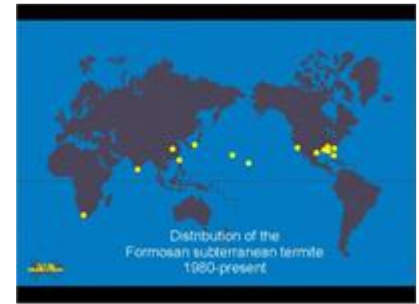 Distribution of the
Formosan subterranean termite
1980-present